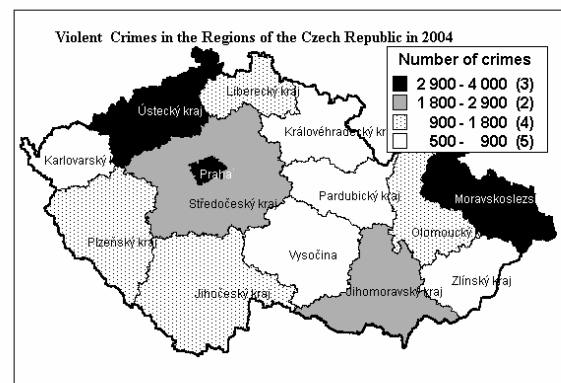 Violent Crimes in the Regions of the Czech Republic in 2004
Number of crimes
2 900 - 4 000 (3)
1 800 - 2 900 (2)
900 - 1 800 (4)
500 - 900 (5)
Liberecký kraj
Ústecký kraj
Královéhradecký k
Karlovarský k
Praha
Pardubický kraj
Moravskoslezs
Středočeský kraj
Olomoucký
Plzeňský kraj
Vysočina
Zlínský kraj
Jihočeský kraj
Jihomoravský kraj